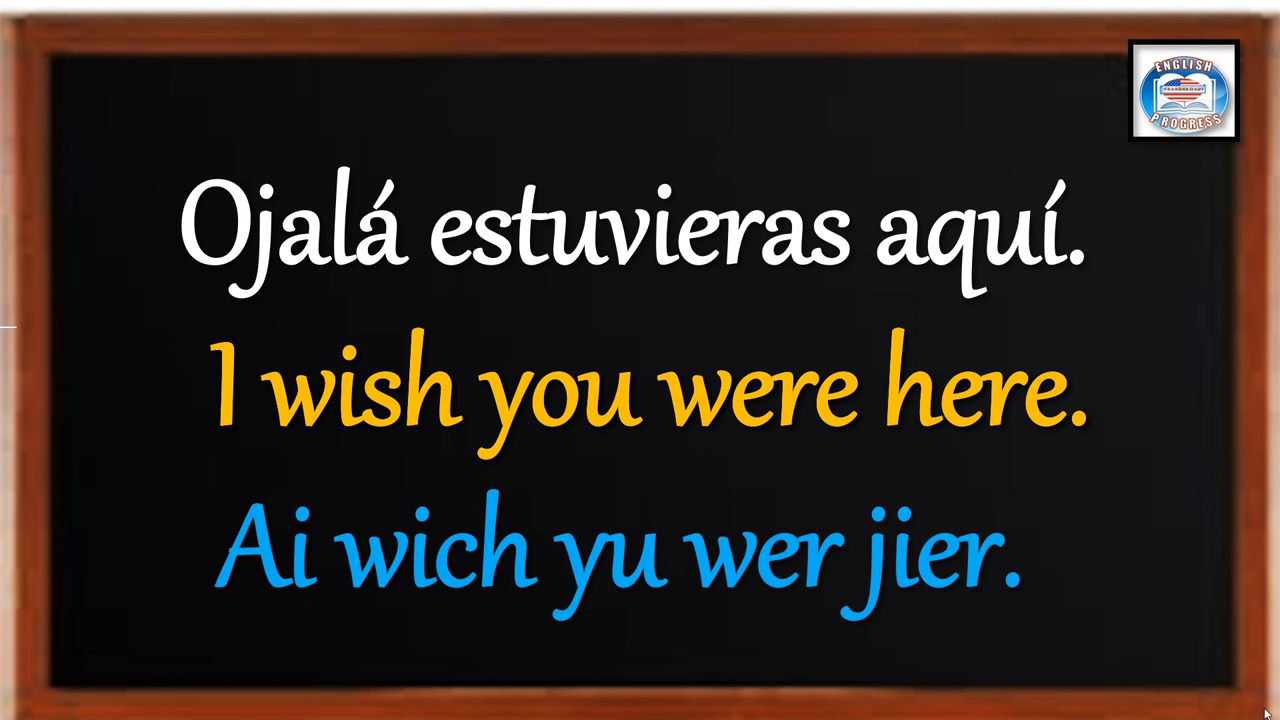 ENGLISH
PROGRESS
Ojalá estuvieras aquí.
I wish you were here.
Ai wich yu wer jier.